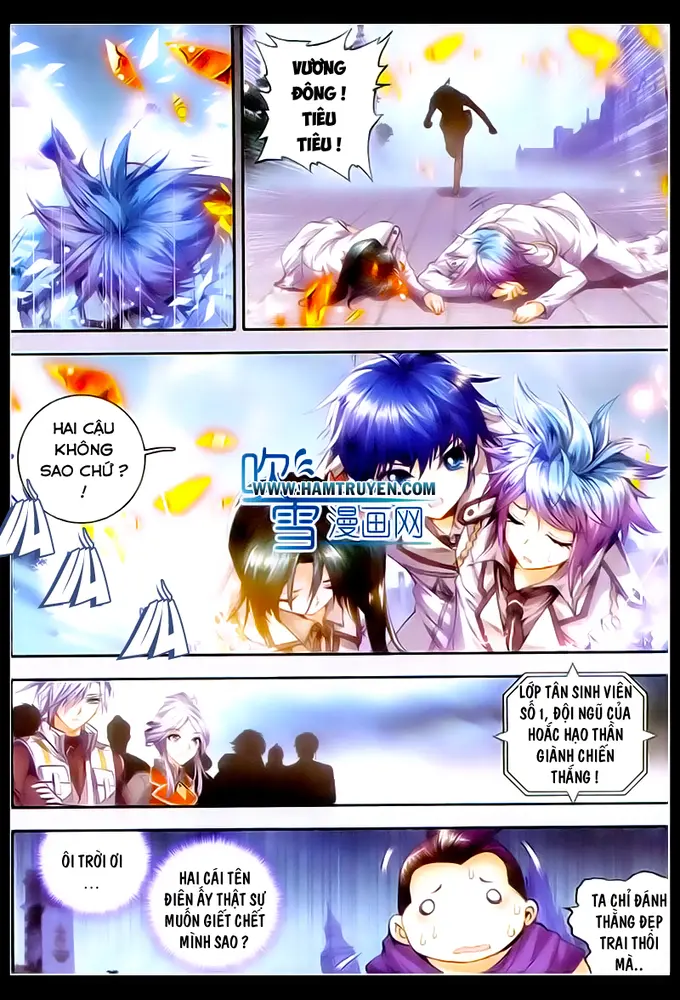 VƯƠNG
ĐÔNG !
TIÊU
TIÊU !
HAI CẬU
KHÔNG
SAO CHỨ ?
!
吹
WWW.HAMTRUYEN.COM
雪漫画网
LỚP TÂN SINH VIÊN
SỐ 1, ĐỘI NGŨ CỦA
HOẮC HẠO THẦN
GIÀNH CHIẾN
THẮNG !
ÔI TRỜI ƠI
...
HAI CÁI TÊN
ĐIÊN ẤY THẬT SỰ
MUỐN GIẾT CHẾT
MÌNH SAO ?
TA CHỈ ĐÁNH
THẰNG ĐẸP
TRAI THÔI
MÀ..